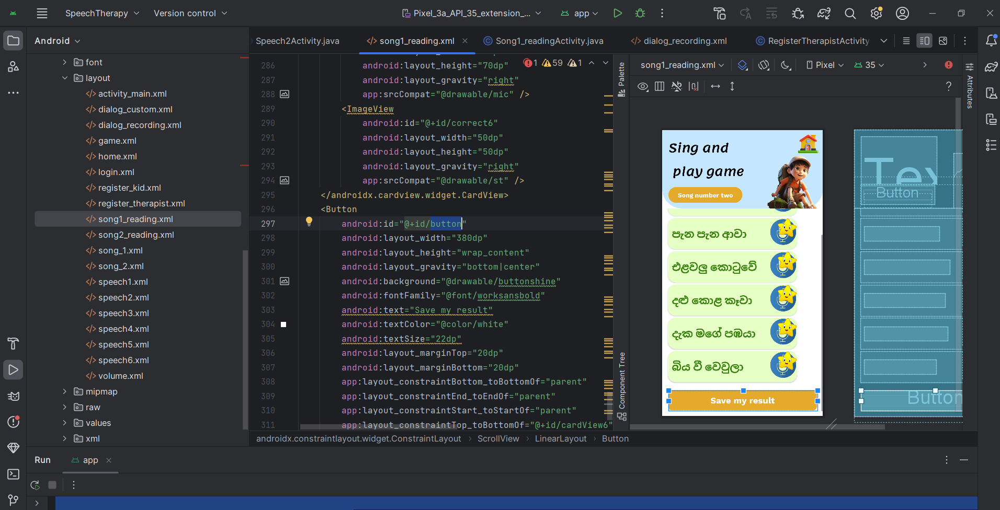 SpeechTherapy
Version control
Pixel_3a_API_35_extension_...
app
Android
Speech2Activity.java
song1_reading.xml
Song1_readingActivity.java
dialog_recording.xml
RegisterTherapistActivity
font
layout
activity_main.xml
dialog_custom.xml
dialog_recording.xml
game.xml
home.xml
login.xml
register_kid.xml
register_therapist.xml
song1_reading.xml
song2_reading.xml
song_1.xml
song_2.xml
speech1.xml
speech2.xml
speech3.xml
speech4.xml
speech5.xml
speech6.xml
volume.xml
mipmap
raw
values
xml
1 59 1
286 android:layout_height="70dp"
287 android:layout_gravity="right"
288 app:srcCompat="@drawable/mic" />
289 <ImageView
290 android:id="@+id/correct6"
291 android:layout_width="50dp"
292 android:layout_height="50dp"
293 android:layout_gravity="right"
294 app:srcCompat="@drawable/st" />
295 </androidx.cardview.widget.CardView>
296 <Button
297 android:id="@+id/button"
298 android:layout_width="380dp"
299 android:layout_height="wrap_content"
300 android:layout_gravity="bottom|center"
301 android:background="@drawable/buttonshine"
302 android:fontFamily="@font/worksansbold"
303 android:text="Save my result"
304 android:textColor="@color/white"
305 android:textSize="22dp"
306 android:layout_marginTop="20dp"
307 android:layout_marginBottom="20dp"
308 app:layout_constraintBottom_toBottomOf="parent"
309 app:layout_constraintEnd_toEndOf="parent"
310 app:layout_constraintStart_toStartOf="parent"
311 app:layout_constraintTop_toBottomOf="@+id/cardView6"
androidx.constraintlayout.widget.ConstraintLayout
ScrollView
LinearLayout
Button
Palette
Component Tree
song1_reading.xml
Pixel
35
?
Attributes
Sing and
play game
Song number two
පැන පැන ආවා
එළවලු කොටුවේ
දළු කොළ කෑවා
දැක මගේ පඹයා
බිය වී වෙවුලා
Save my result
Button
Button
Run
app